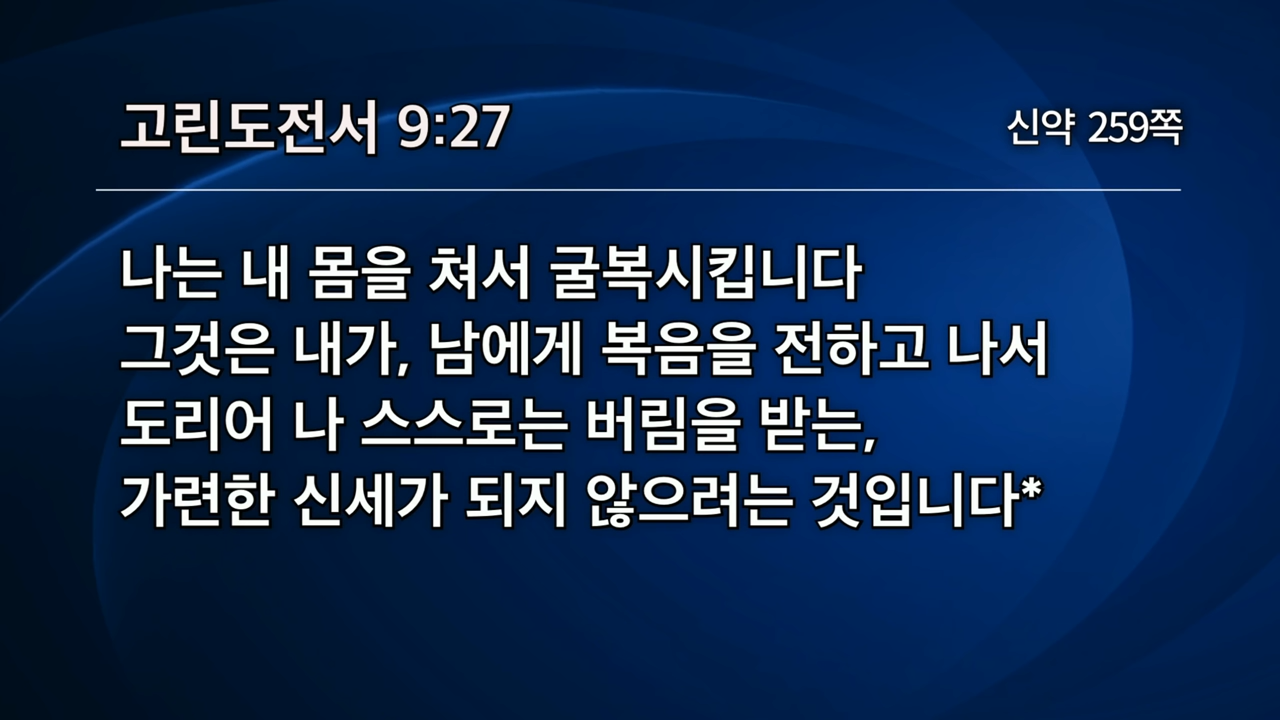 고린도전서 9:27
신약 259쪽
나는 내 몸을 쳐서 굴복시킵니다
그것은 내가, 남에게 복음을 전하고 나서
도리어 나 스스로는 버림을 받는,
가련한 신세가 되지 않으려는 것입니다*